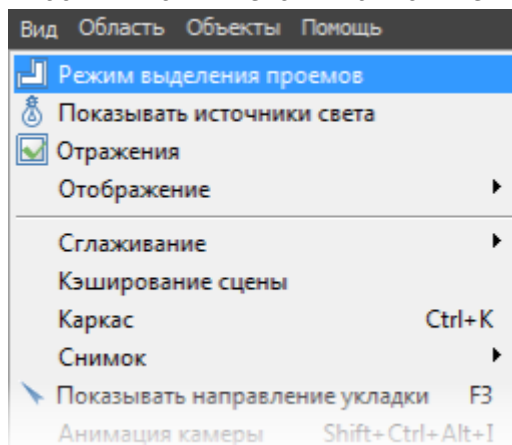 Вид Область Объекты Помощь
Режим выделения проемов
Показывать источники света
Отражения
Отображение
Сглаживание
Кэширование сцены
Каркас Ctrl+K
Снимок
Показывать направление укладки F3
Анимация камеры Shift+Ctrl+Alt+I